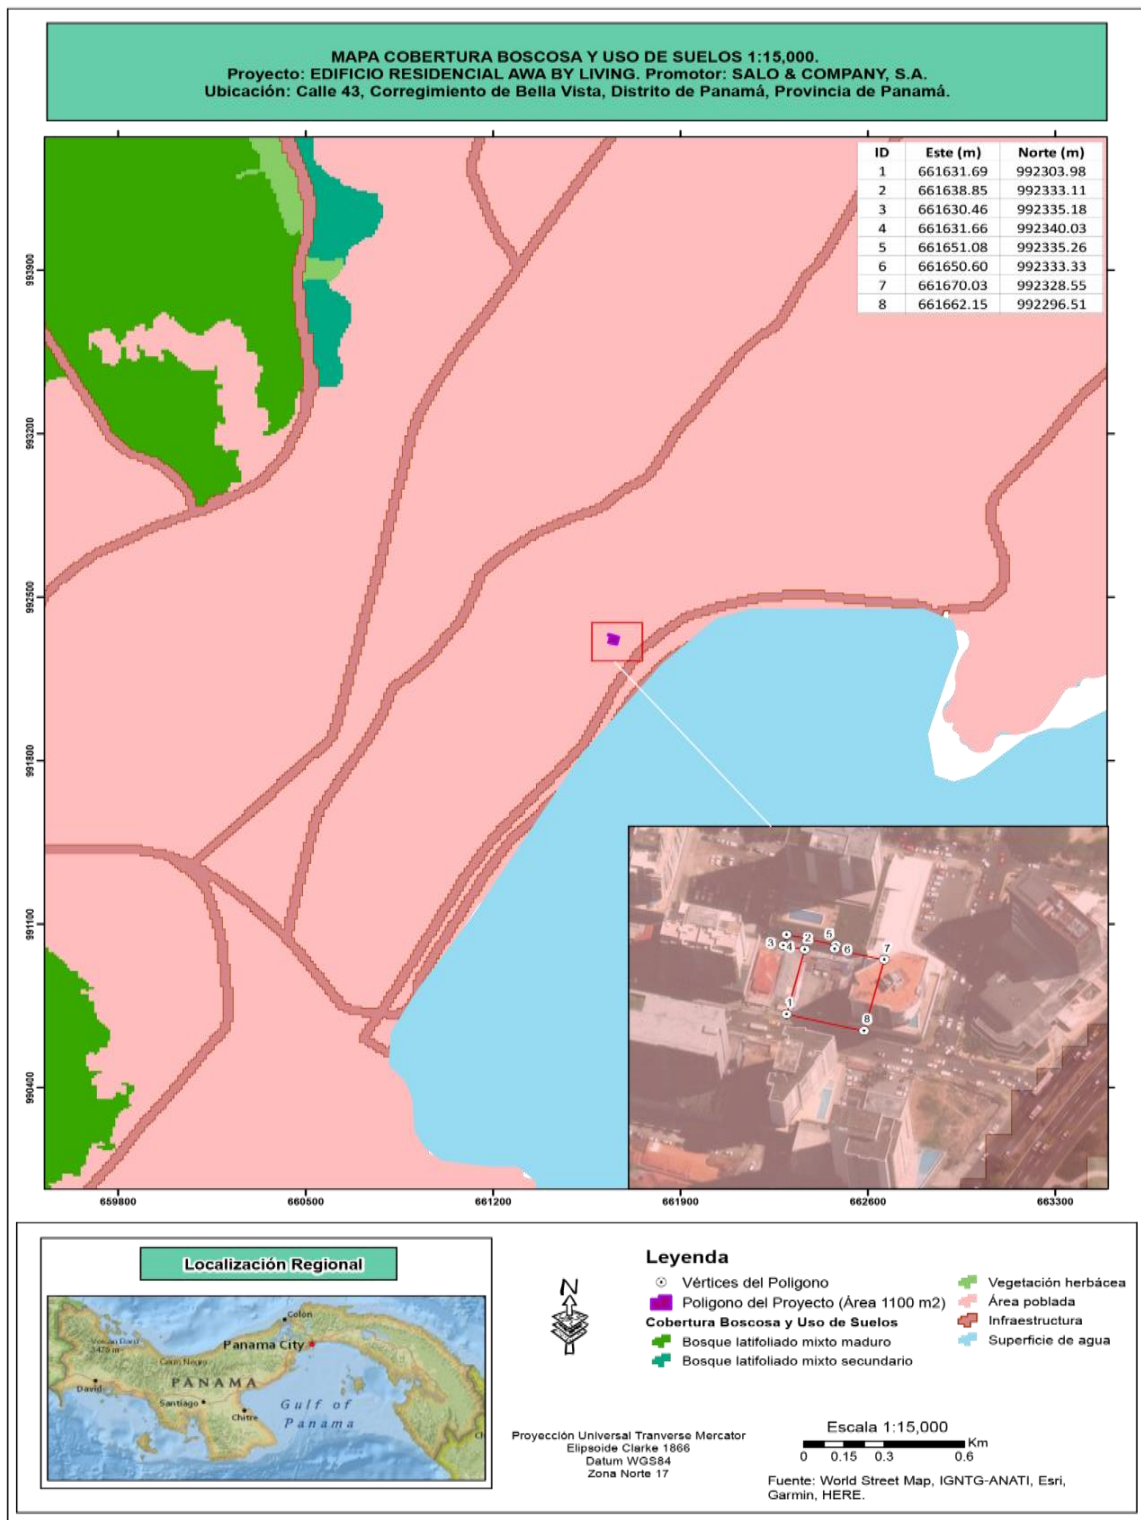 MAPA COBERTURA BOSCOSA Y USO DE SUELOS 1:15,000.
Proyecto: EDIFICIO RESIDENCIAL AWA BY LIVING. Promotor: SALO & COMPANY, S.A.
Ubicación: Calle 43, Corregimiento de Bella Vista, Distrito de Panamá, Provincia de Panamá.
ID Este (m) Norte (m)
1 661631.69 992303.98
2 661638.85 992333.11
3 661630.46 992335.18
4 661631.66 992340.03
5 661651.08 992335.26
6 661650.60 992333.33
7 661670.03 992328.55
8 661662.15 992296.51
993900
993200
992500
991800
991100
990400
3
4
2
5
6
7
1
8
659800 660500 661200 661900 662600 663300
Localización Regional
Colon
Panama City
PANAMA
David
Santiago
Chitre
Gulf of
Panama
N
Leyenda
Vértices del Poligono
Poligono del Proyecto (Área 1100 m2)
Cobertura Boscosa y Uso de Suelos
Bosque latifoliado mixto maduro
Bosque latifoliado mixto secundario
Vegetación herbácea
Área poblada
Infraestructura
Superficie de agua
Proyección Universal Tranverse Mercator
Elipsoide Clarke 1866
Datum WGS84
Zona Norte 17
Escala 1:15,000
Km
0 0.15 0.3 0.6
Fuente: World Street Map, IGNTG-ANATI, Esri,
Garmin, HERE.